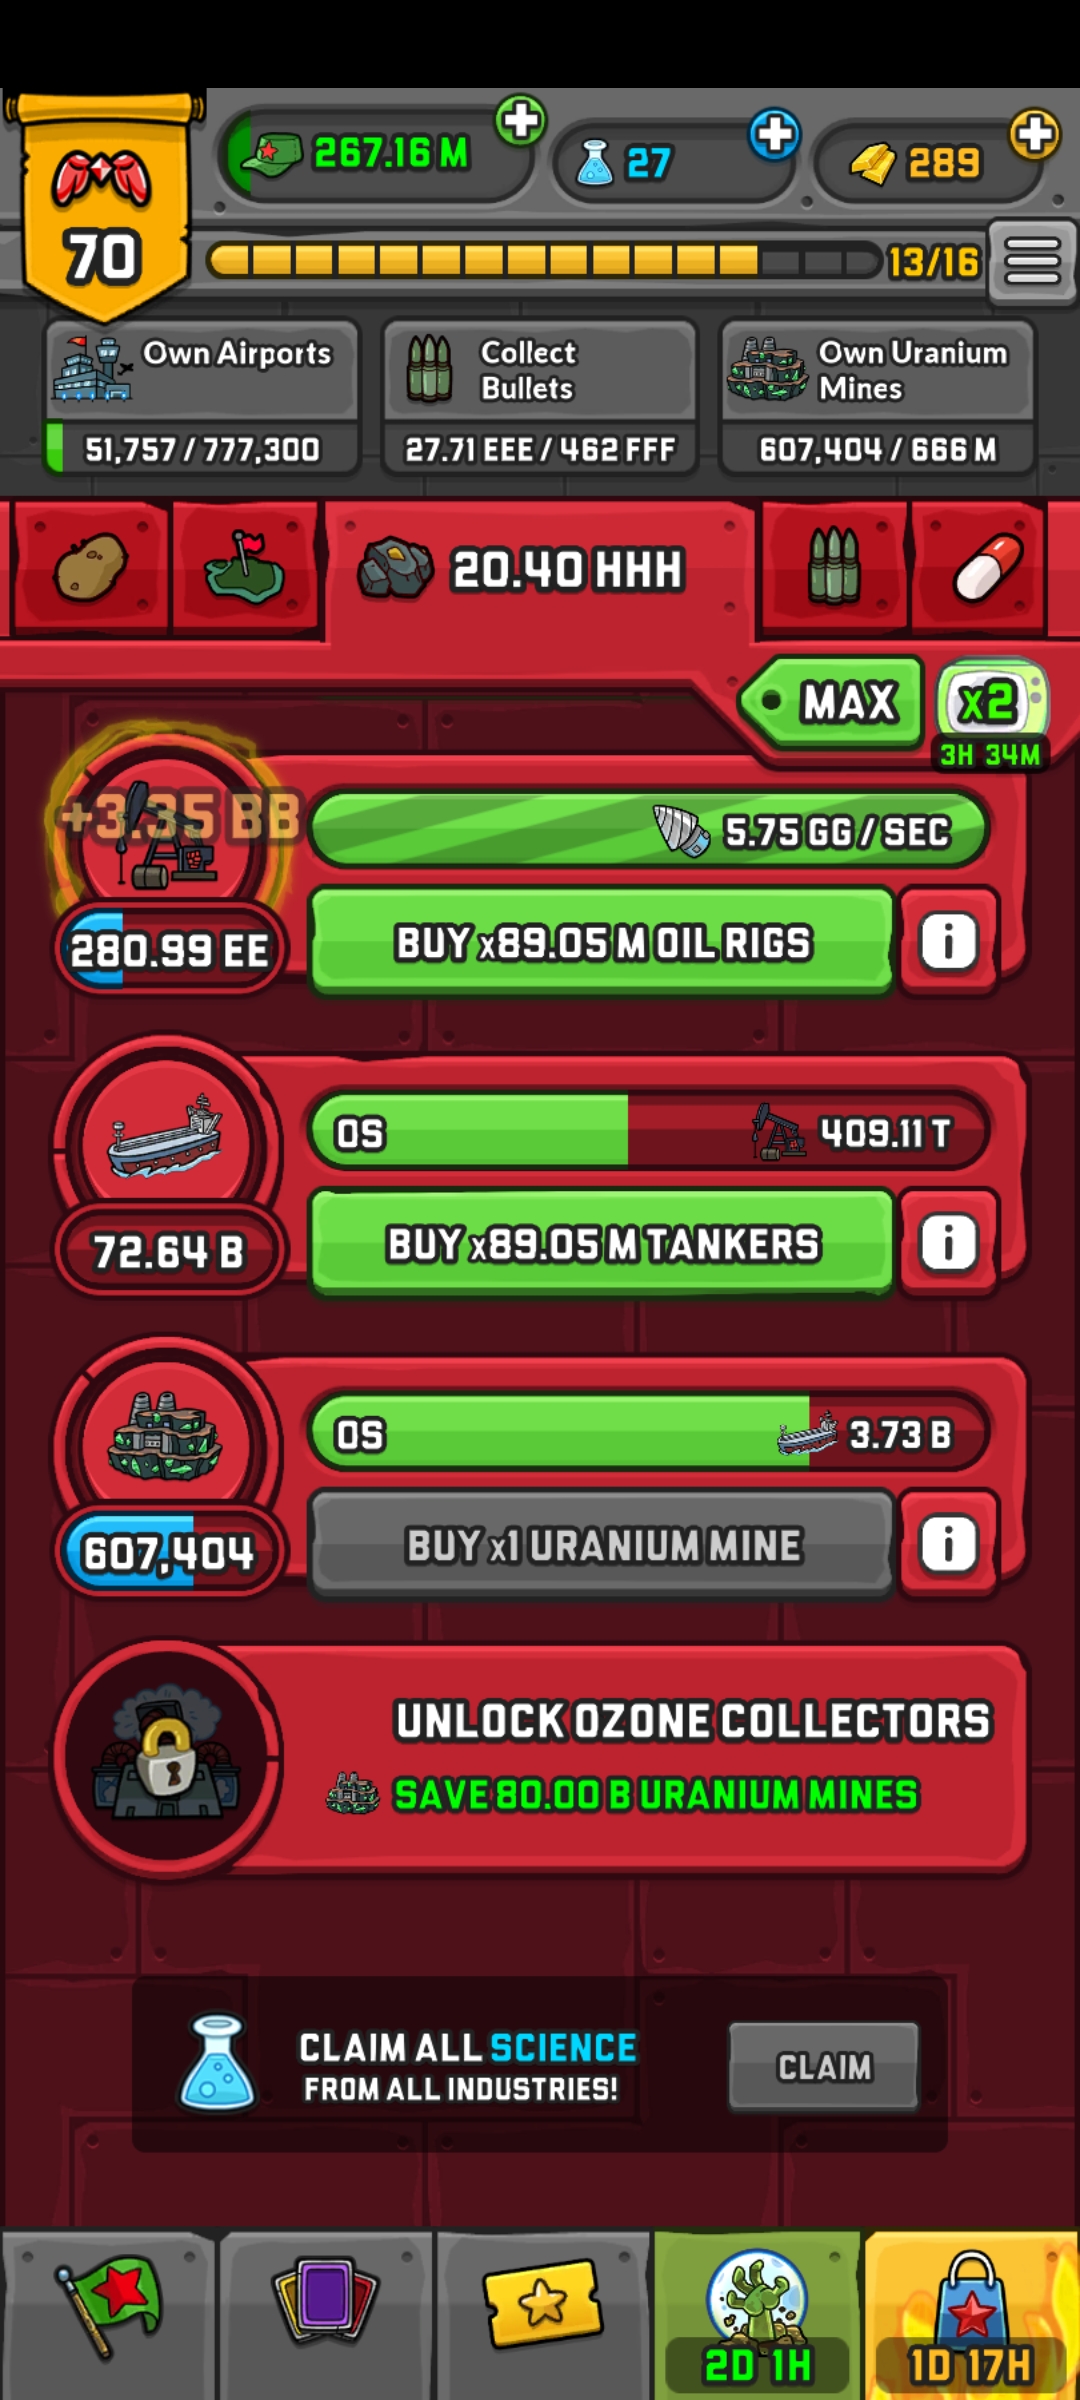 267.16 M
27
289
70
13/16
Own Airports
51,757 / 777,300
Collect
Bullets
27.71 EEE / 462 FFF
Own Uranium
Mines
607,404 / 666 M
20.40 HHH
MAX
x2
3H 34M
+3.35 BB
5.75 GG / SEC
280.99 EE
BUY x89.05 M OIL RIGS
i
0S
409.11 T
72.64 B
BUY x89.05 M TANKERS
i
0S
3.73 B
607,404
BUY x1 URANIUM MINE
i
UNLOCK OZONE COLLECTORS
SAVE 80.00 B URANIUM MINES
CLAIM ALL SCIENCE
FROM ALL INDUSTRIES!
CLAIM
2D 1H
1D 17H